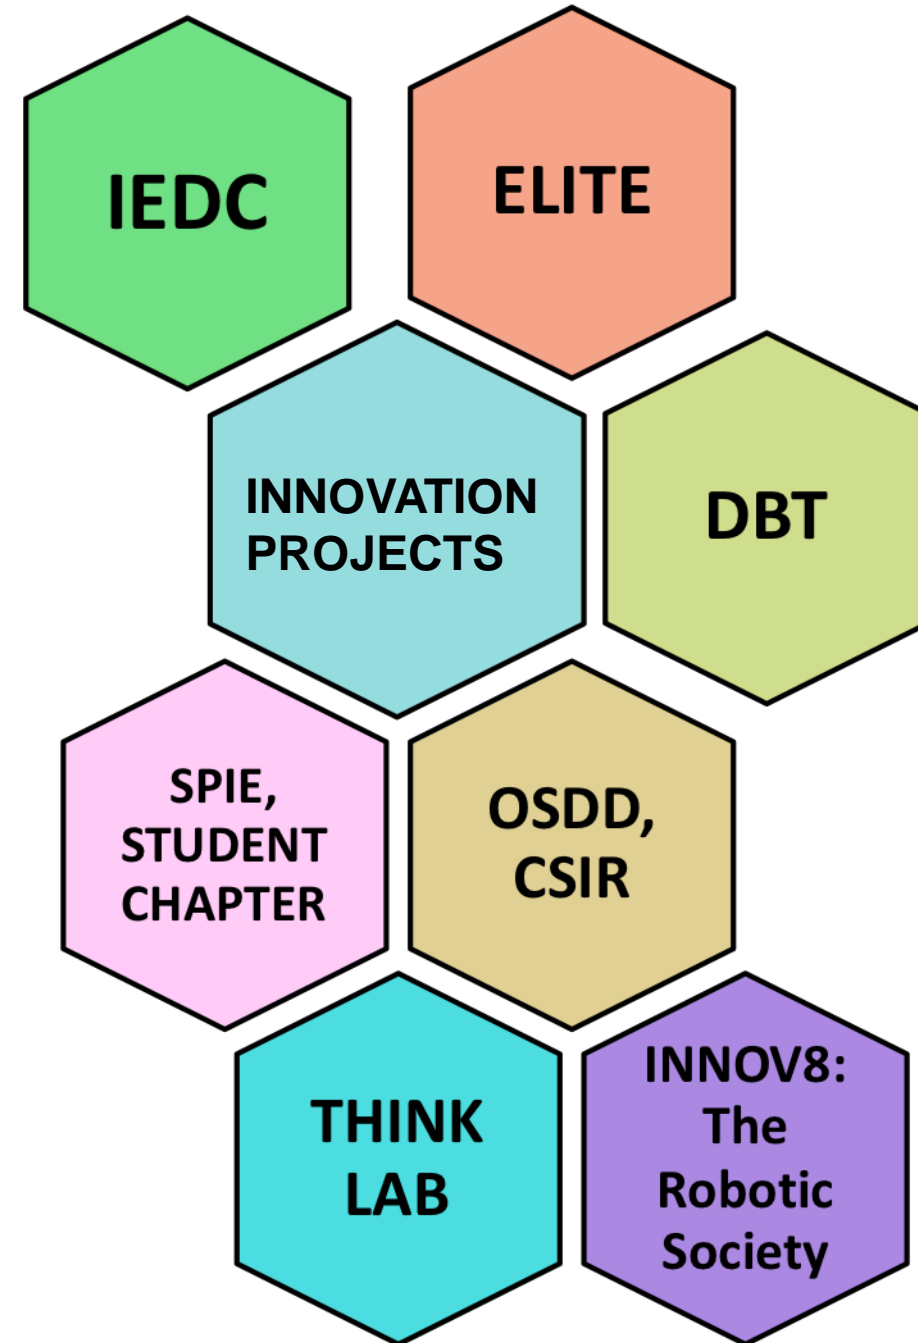 IEDC
ELITE
INNOVATION
PROJECTS
DBT
SPIE,
STUDENT
CHAPTER
OSDD,
CSIR
THINK
LAB
INNOV8:
The
Robotic
Society